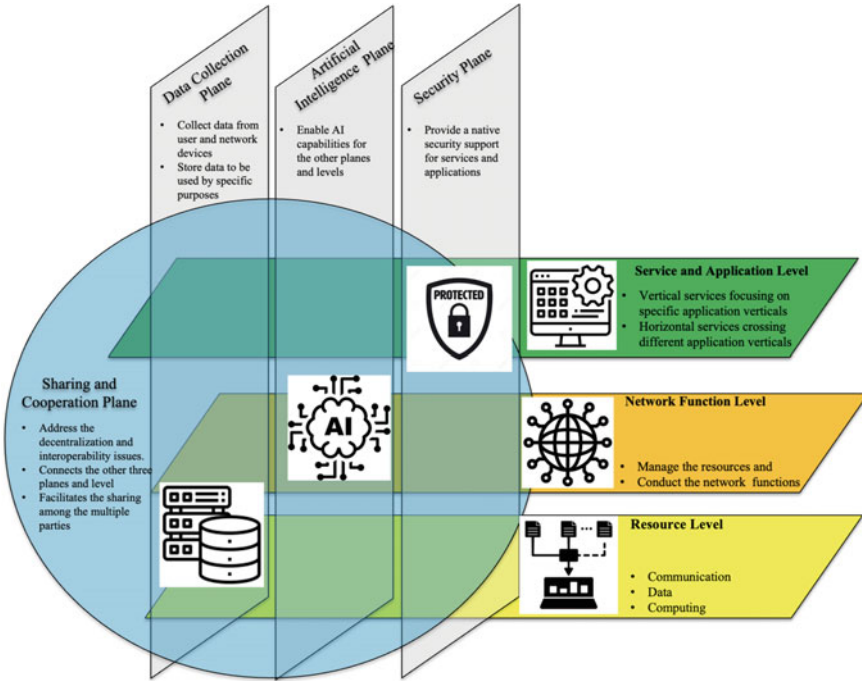 Data Collection
Plane
• Collect data from
user and network
devices
• Store data to be
used by specific
purposes
Artificial
Intelligence Plane
• Enable AI
capabilities for
the other planes
and levels
Security Plane
• Provide a native
security support
for services and
applications
PROTECTED
Service and Application Level
• Vertical services focusing on
specific application verticals
• Horizontal services crossing
different application verticals
Sharing and
Cooperation Plane
• Address the
decentralization and
interoperability issues.
• Connects the other three
planes and level
• Facilitates the sharing
among the multiple
parties
AI
Network Function Level
• Manage the resources and
• Conduct the network functions
Resource Level
• Communication
• Data
• Computing